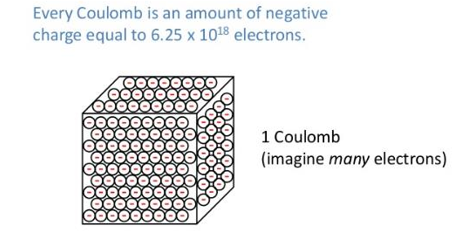 Every Coulomb is an amount of negative
charge equal to 6.25 x 10¹⁸ electrons.
1 Coulomb
(imagine many electrons)